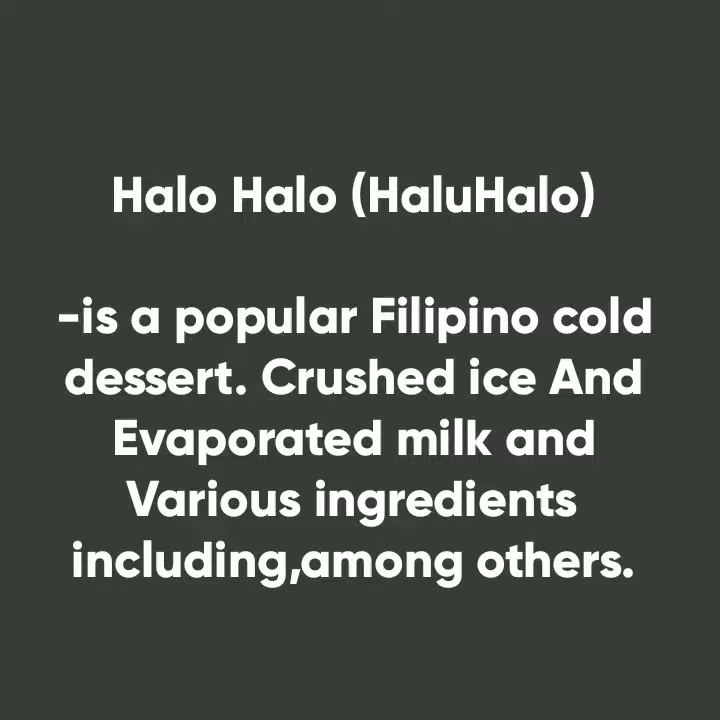 Halo Halo (HaluHalo)
-is a popular Filipino cold
dessert. Crushed ice And
Evaporated milk and
Various ingredients
including,among others.